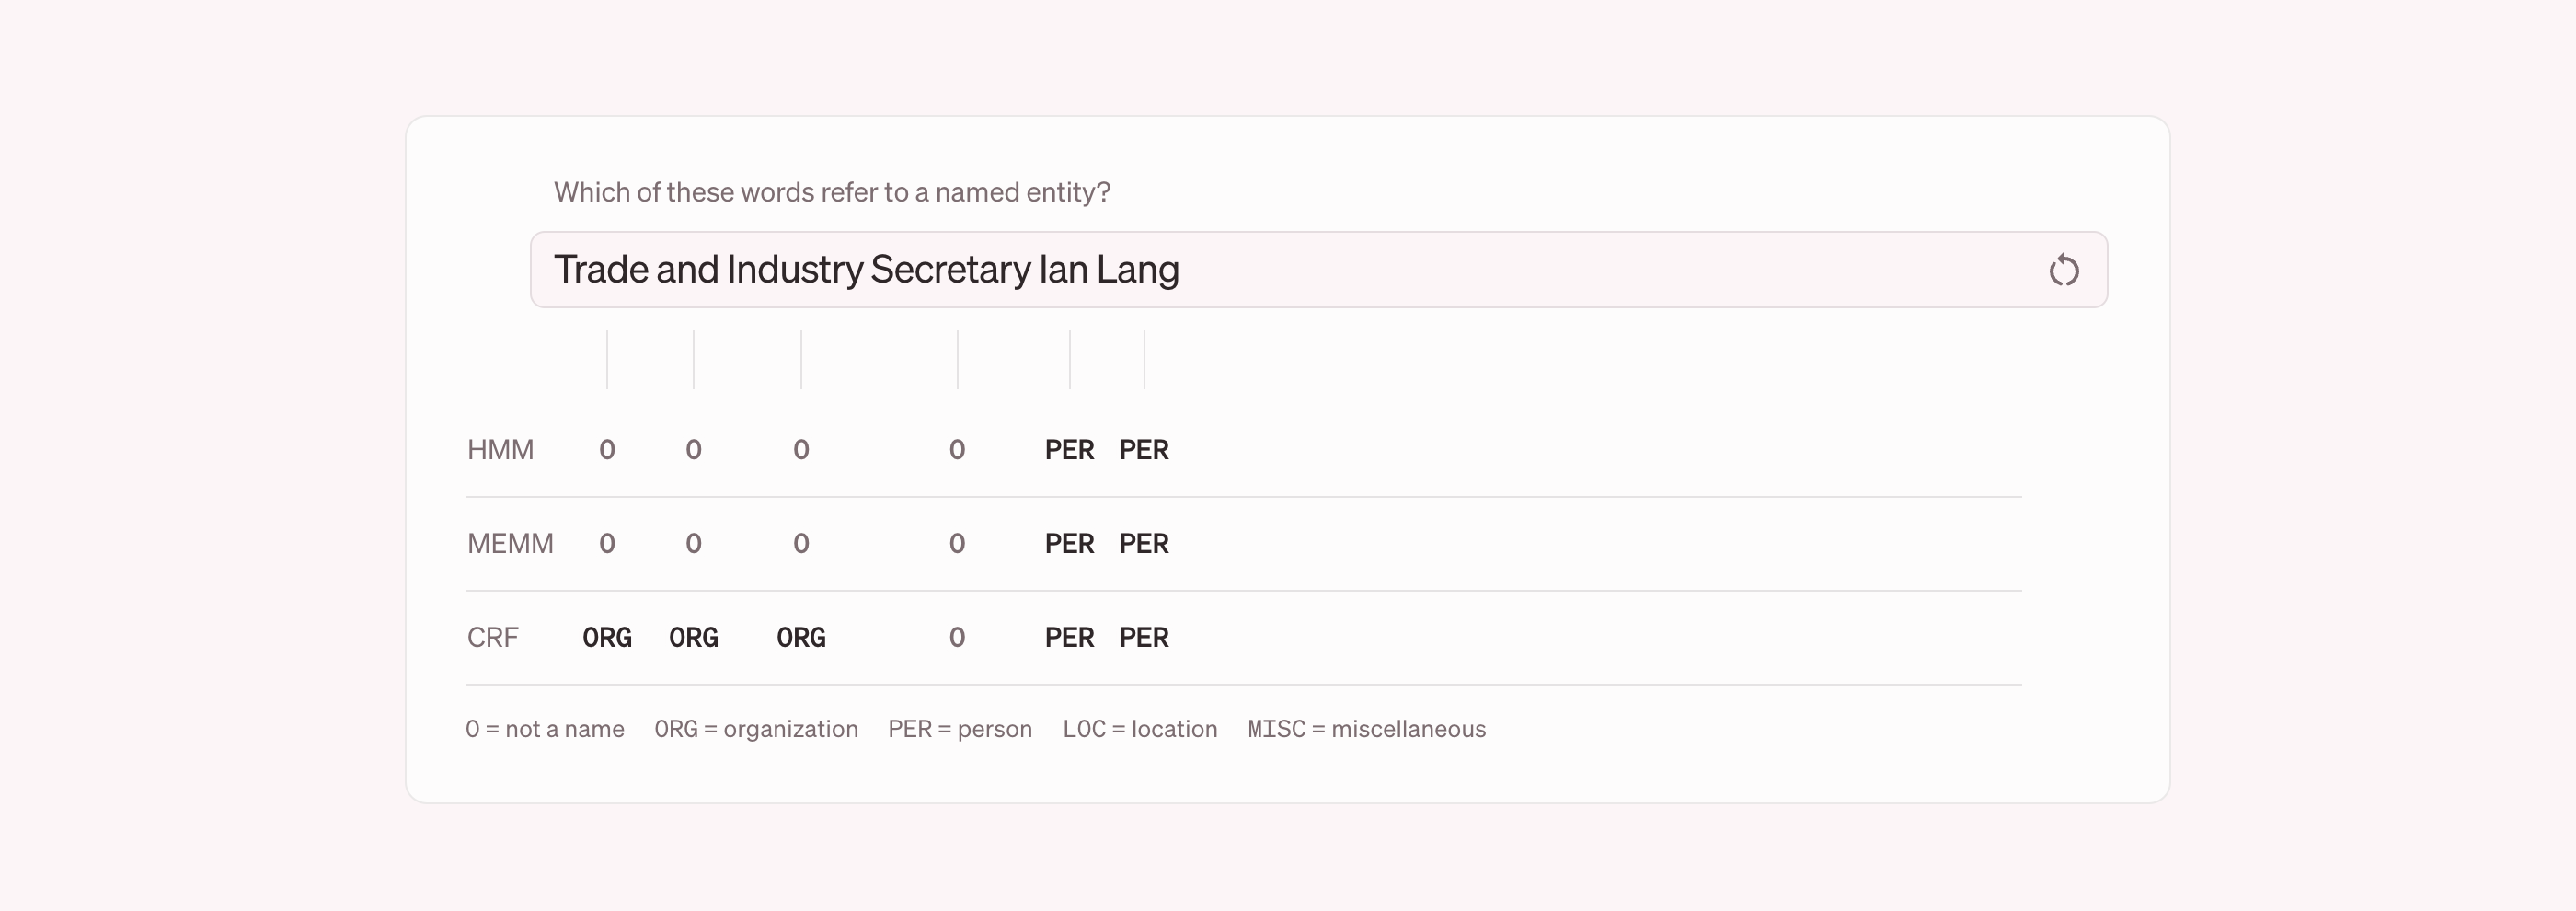 Which of these words refer to a named entity?
Trade and Industry Secretary Ian Lang
HMM O O O O PER PER
MEMM O O O O PER PER
CRF ORG ORG ORG O PER PER
O = not a name ORG = organization PER = person LOC = location MISC = miscellaneous